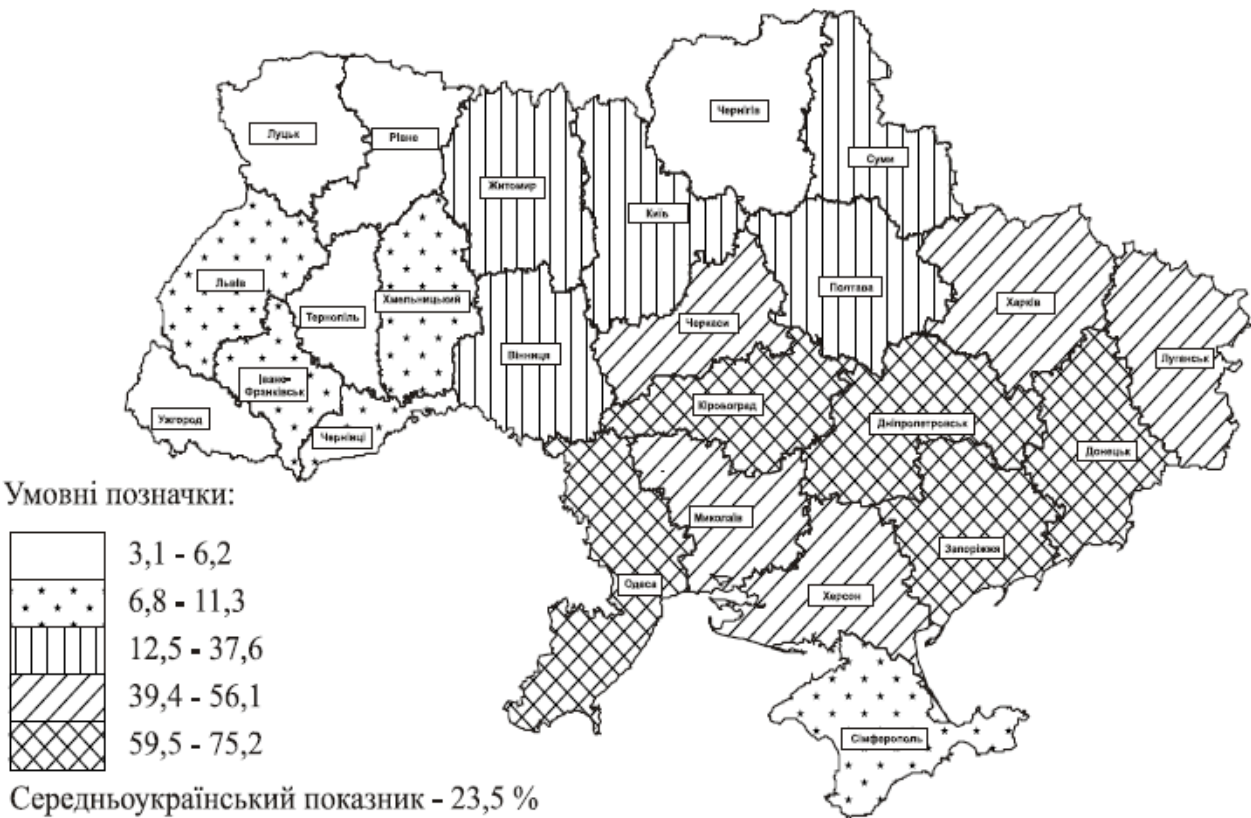 Чернігів
Луцьк
Рівне
Суми
Житомир
Київ
Львів
Хмельницький
Полтава
Харків
Тернопіль
Черкаси
Вінниця
Луганськ
Івано-
Франківськ
Ужгород
Кіровоград
Дніпропетровськ
Чернівці
Донецьк
Миколаїв
Запоріжжя
Одеса
Херсон
Сімферополь
Умовні позначки:
3,1 - 6,2
6,8 - 11,3
12,5 - 37,6
39,4 - 56,1
59,5 - 75,2
Середньоукраїнський показник - 23,5 %